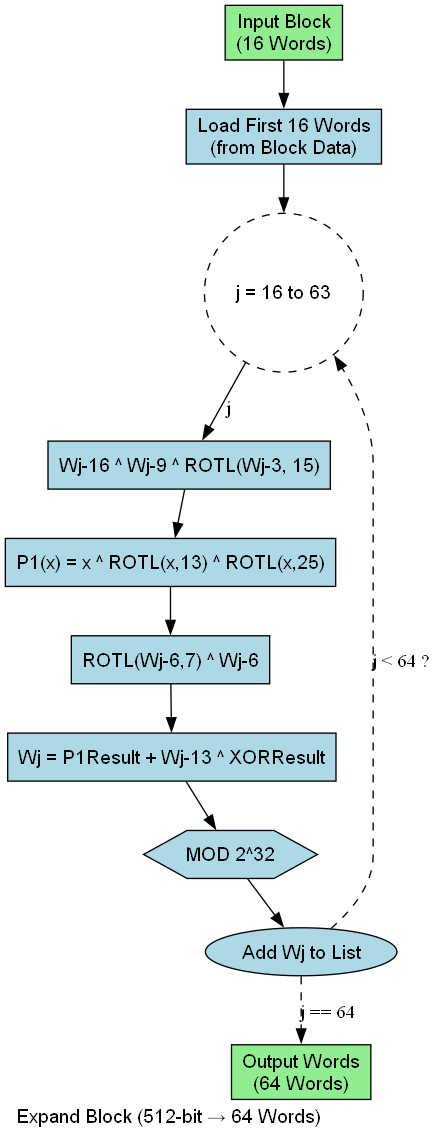 Input Block
(16 Words)
Load First 16 Words
(from Block Data)
j = 16 to 63
j
Wj-16 ^ Wj-9 ^ ROTL(Wj-3, 15)
P1(x) = x ^ ROTL(x,13) ^ ROTL(x,25)
ROTL(Wj-6,7) ^ Wj-6
j < 64 ?
Wj = P1Result + Wj-13 ^ XORResult
MOD 2^32
Add Wj to List
j == 64
Output Words
(64 Words)
Expand Block (512-bit → 64 Words)